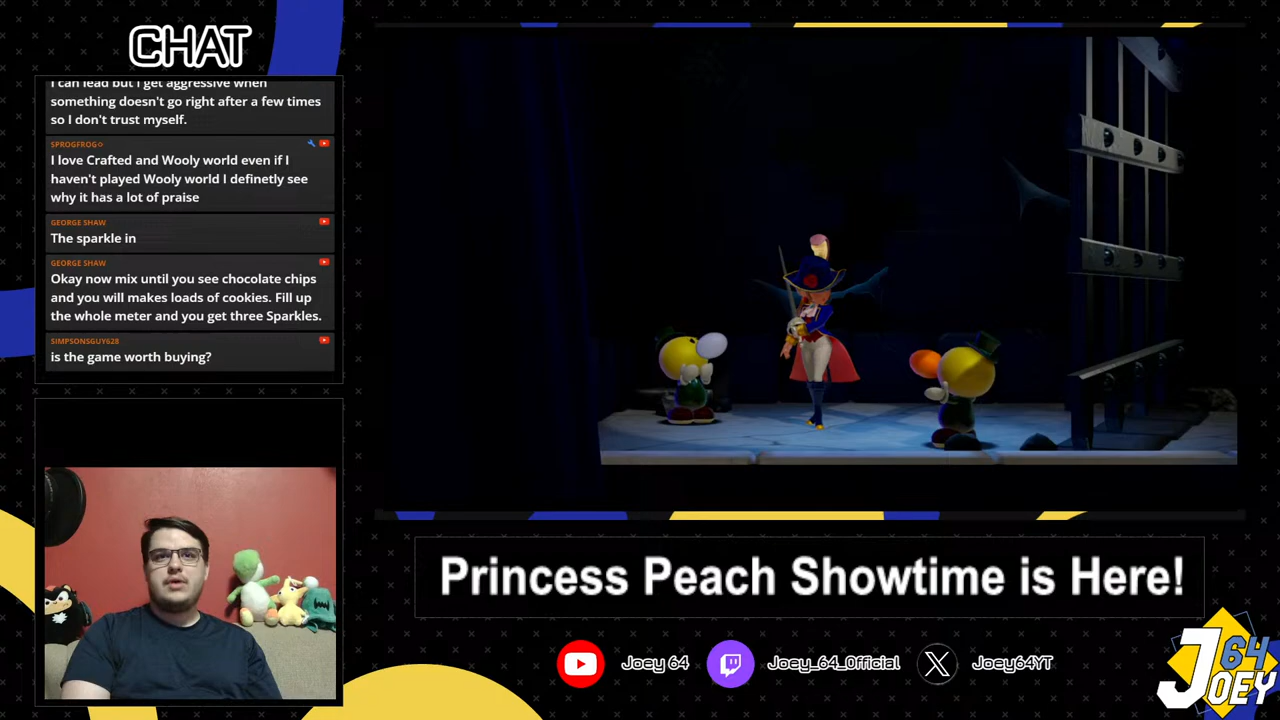 CHAT
I can lead but I get aggressive when
something doesn't go right after a few times
so I don't trust myself.
SPROGFROG
I love Crafted and Wooly world even if I
haven't played Wooly world I definetly see
why it has a lot of praise
GEORGE SHAW
The sparkle in
GEORGE SHAW
Okay now mix until you see chocolate chips
and you will makes loads of cookies. Fill up
the whole meter and you get three Sparkles.
SIMPSONSGUY628
is the game worth buying?
Princess Peach Showtime is Here!
Joey 64
Joey_64_Official
Joey64YT
JOEY 64